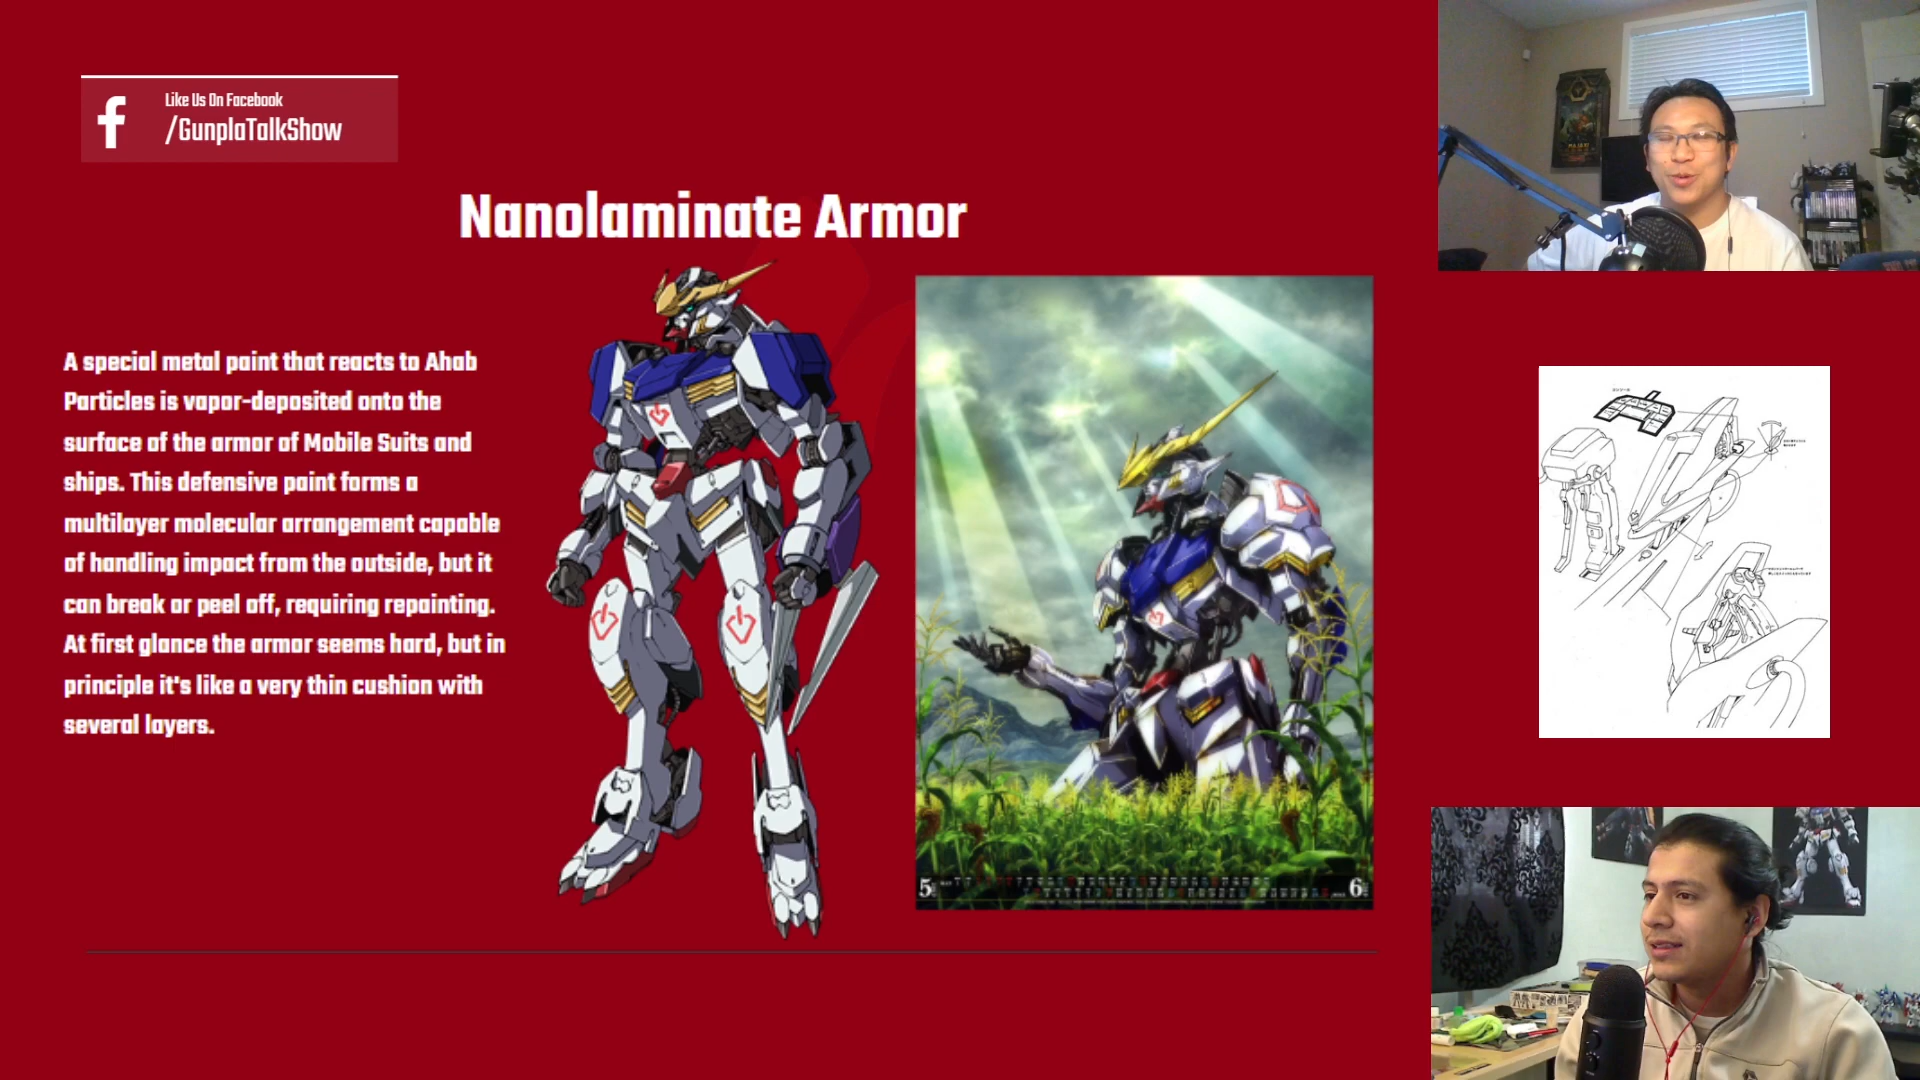 Like Us On Facebook
/GunplaTalkShow
Nanolaminate Armor
A special metal paint that reacts to Ahab
Particles is vapor-deposited onto the
surface of the armor of Mobile Suits and
ships. This defensive paint forms a
multilayer molecular arrangement capable
of handling impact from the outside, but it
can break or peel off, requiring repainting.
At first glance the armor seems hard, but in
principle it's like a very thin cushion with
several layers.
5
6